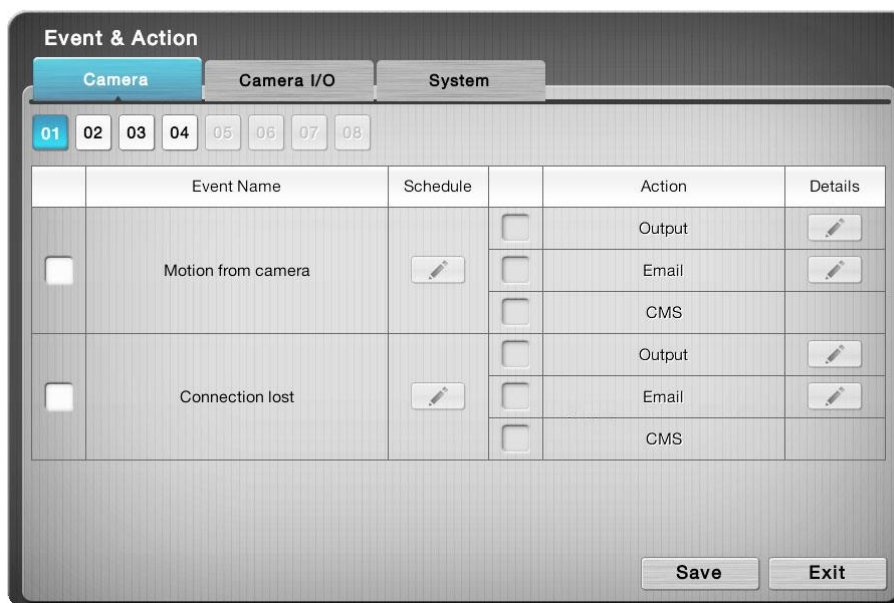 Event & Action
Camera Camera I/O System
01 02 03 04 05 06 07 08
Event Name Schedule Action Details
Output
Motion from camera Email
CMS
Output
Connection lost Email
CMS
Save Exit